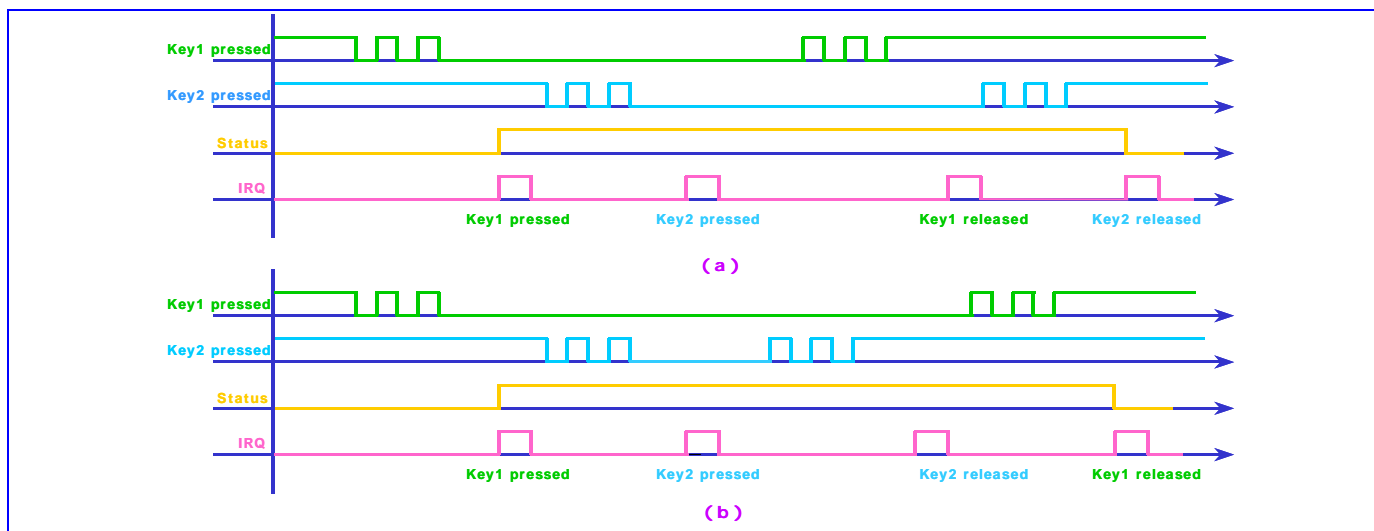 Key1 pressed
Key2 pressed
Status
IRQ
Key1 pressed Key2 pressed Key1 released Key2 released
(a)
Key1 pressed
Key2 pressed
Status
IRQ
Key1 pressed Key2 pressed Key2 released Key1 released
(b)